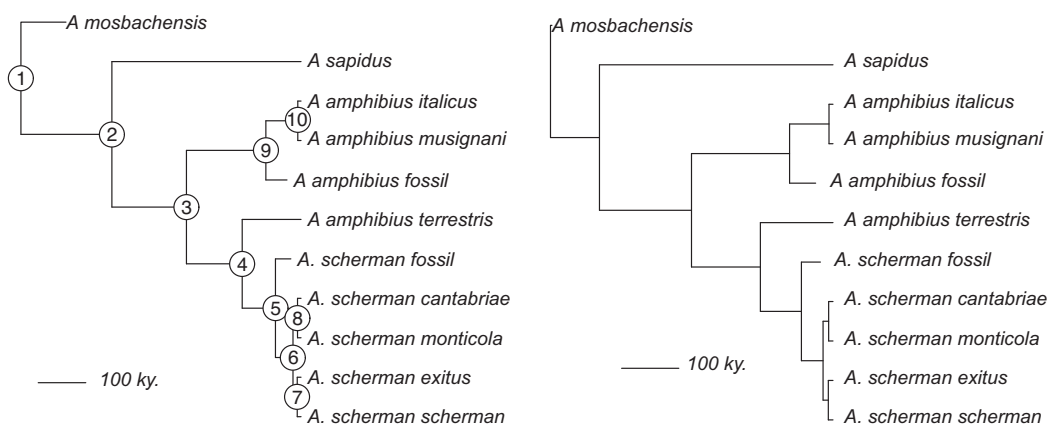 A mosbachensis
1
2
A sapidus
A amphibius italicus
10
A amphibius musignani
9
A amphibius fossil
3
A amphibius terrestris
4
A. scherman fossil
5
A. scherman cantabriae
8
A. scherman monticola
6
A. scherman exitus
7
A. scherman scherman
100 ky.
A mosbachensis
A sapidus
A amphibius italicus
A amphibius musignani
A amphibius fossil
A amphibius terrestris
A. scherman fossil
A. scherman cantabriae
A. scherman monticola
A. scherman exitus
A. scherman scherman
100 ky.